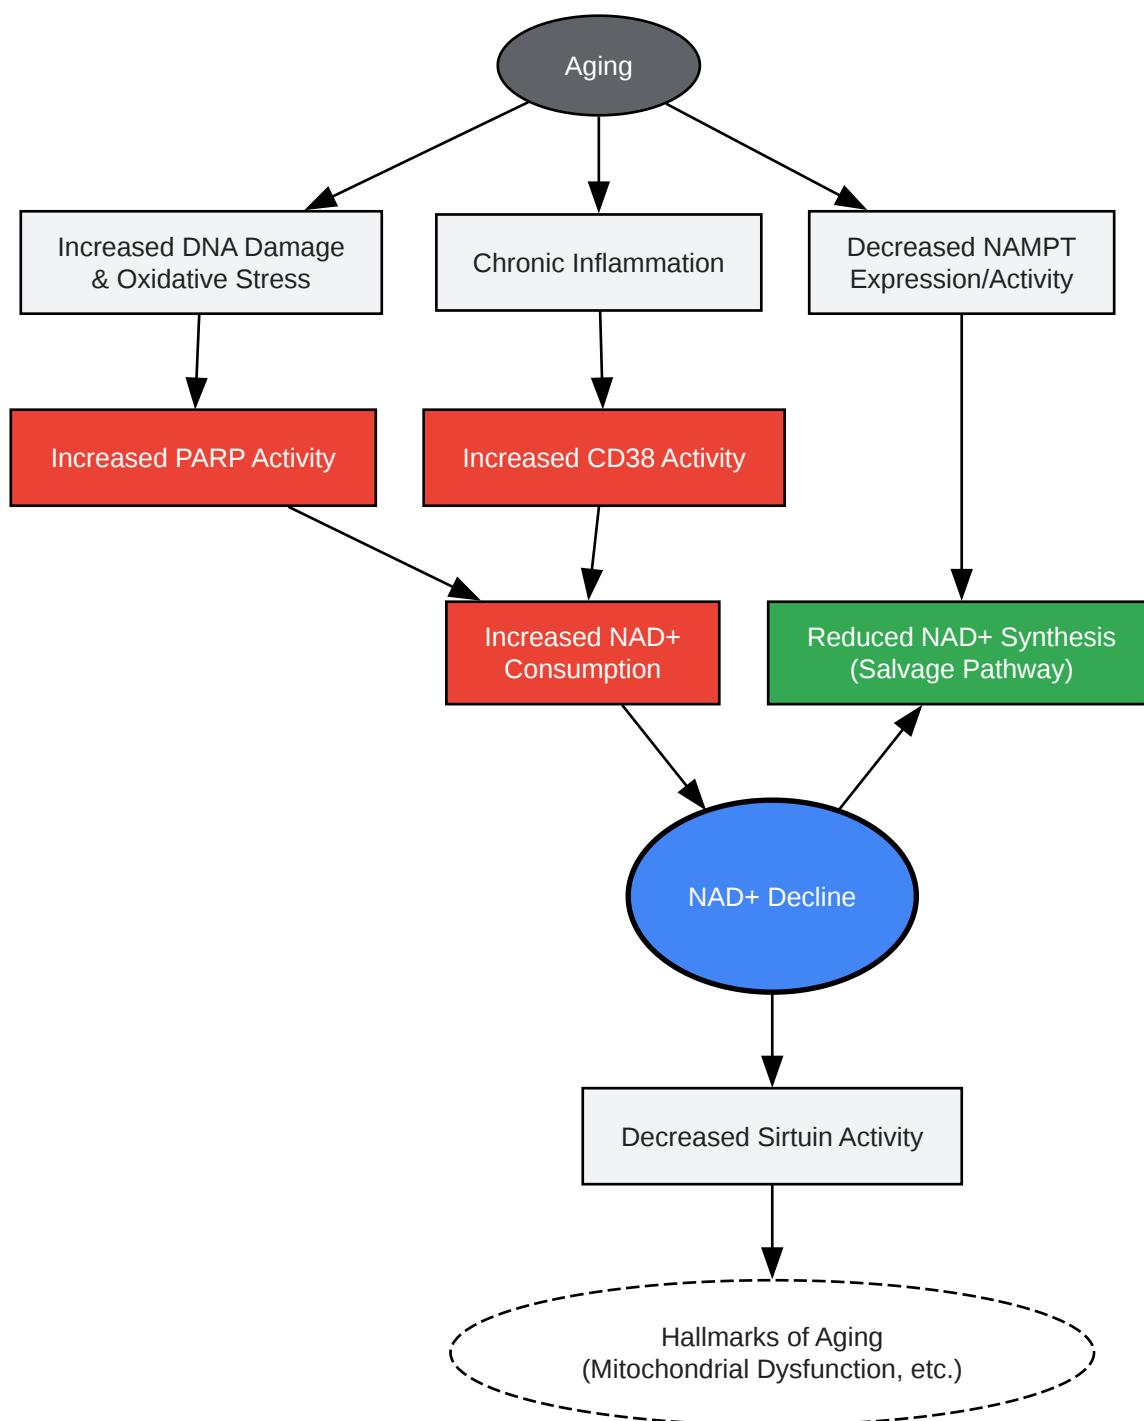 Aging
Increased DNA Damage
& Oxidative Stress
Chronic Inflammation
Decreased NAMPT
Expression/Activity
Increased PARP Activity
Increased CD38 Activity
Increased NAD+
Consumption
Reduced NAD+ Synthesis
(Salvage Pathway)
NAD+ Decline
Decreased Sirtuin Activity
Hallmarks of Aging
(Mitochondrial Dysfunction, etc.)